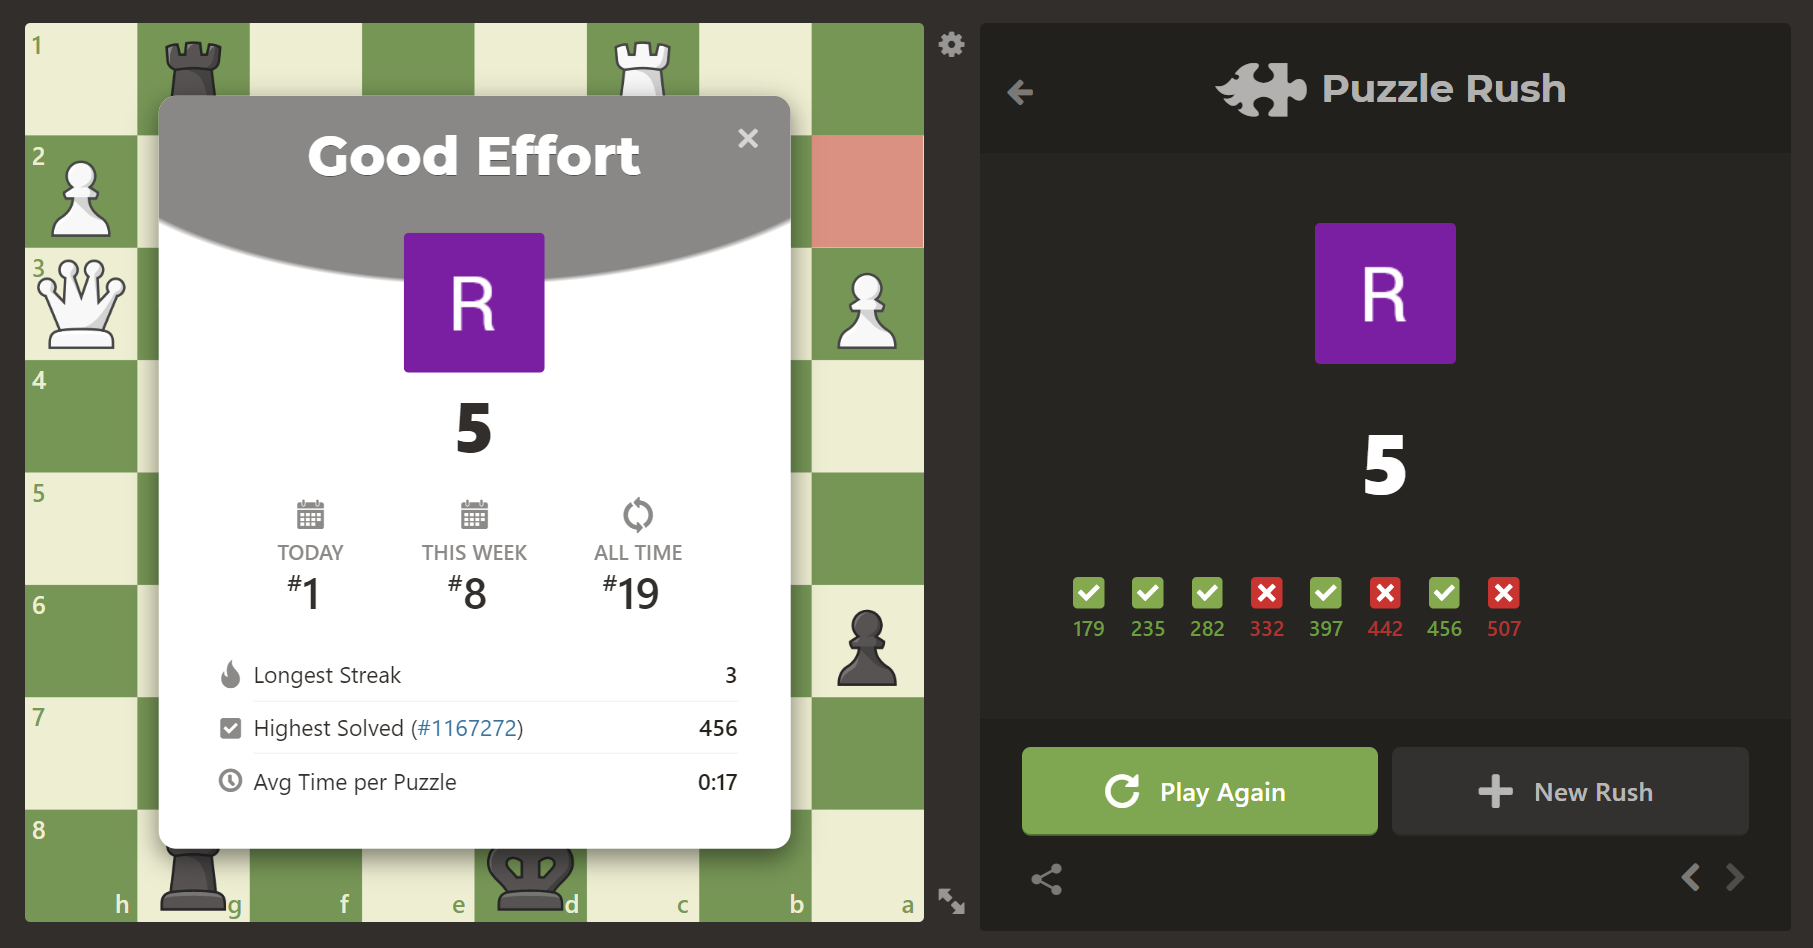 1
2
3
4
5
6
7
8
h g f e d c b a
Good Effort
R
5
TODAY
#1
THIS WEEK
#8
ALL TIME
#19
Longest Streak 3
Highest Solved (#1167272) 456
Avg Time per Puzzle 0:17
Puzzle Rush
R
5
179 235 282 332 397 442 456 507
Play Again
New Rush